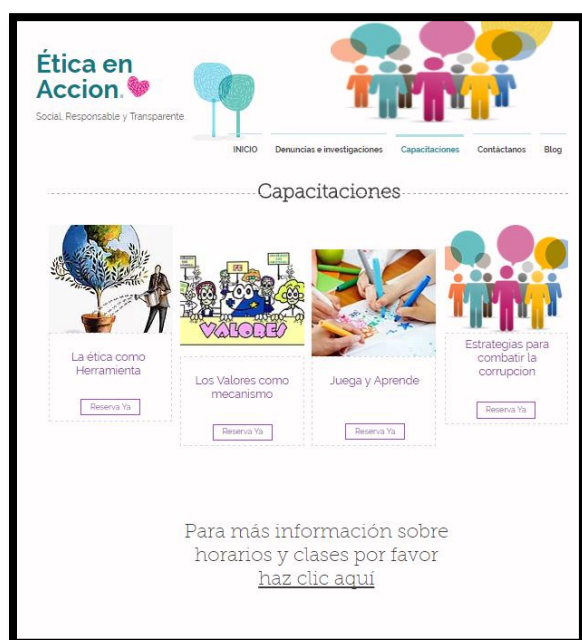 Ética en
Accion.
Social, Responsable y Transparente
INICIO Denuncias e investigaciones Capacitaciones Contáctanos Blog
Capacitaciones
VALORES
La ética como
Herramienta
Reserva Ya
Los Valores como
mecanismo
Reserva Ya
Juega y Aprende
Reserva Ya
Estrategias para
combatir la
corrupcion
Reserva Ya
Para más información sobre
horarios y clases por favor
haz clic aquí